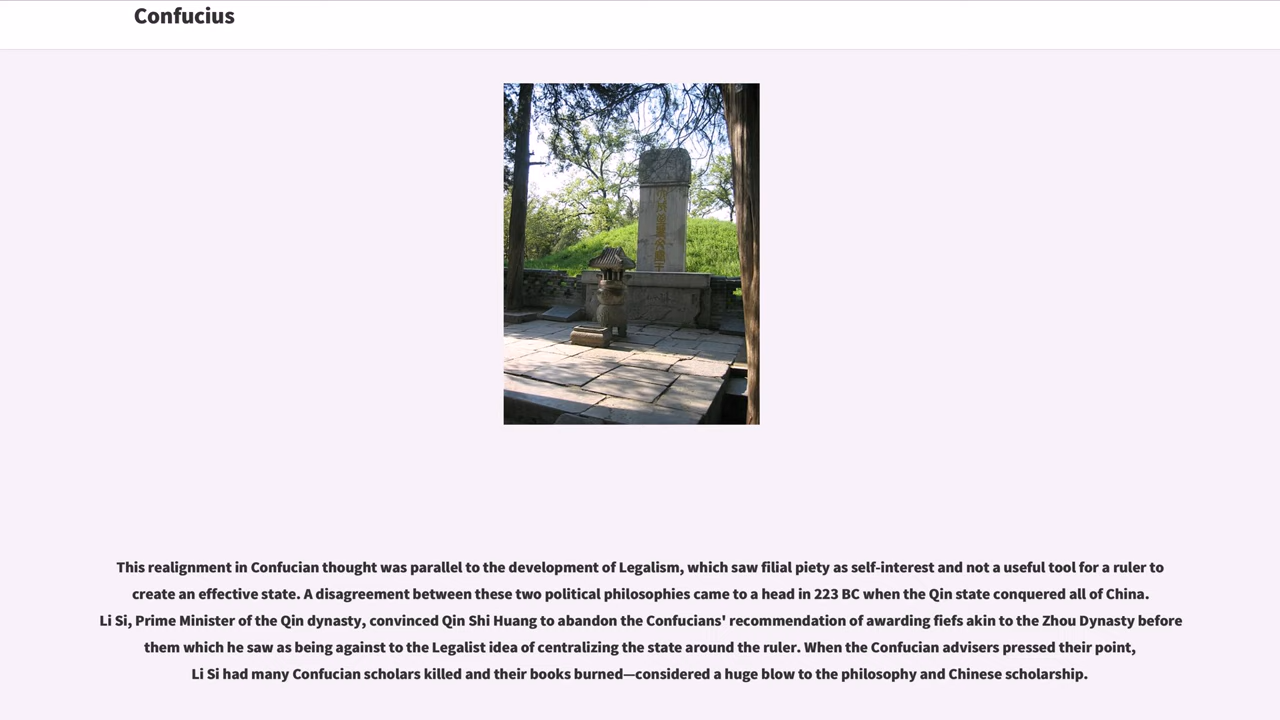 Confucius
This realignment in Confucian thought was parallel to the development of Legalism, which saw filial piety as self-interest and not a useful tool for a ruler to
create an effective state. A disagreement between these two political philosophies came to a head in 223 BC when the Qin state conquered all of China.
Li Si, Prime Minister of the Qin dynasty, convinced Qin Shi Huang to abandon the Confucians' recommendation of awarding fiefs akin to the Zhou Dynasty before
them which he saw as being against to the Legalist idea of centralizing the state around the ruler. When the Confucian advisers pressed their point,
Li Si had many Confucian scholars killed and their books burned—considered a huge blow to the philosophy and Chinese scholarship.